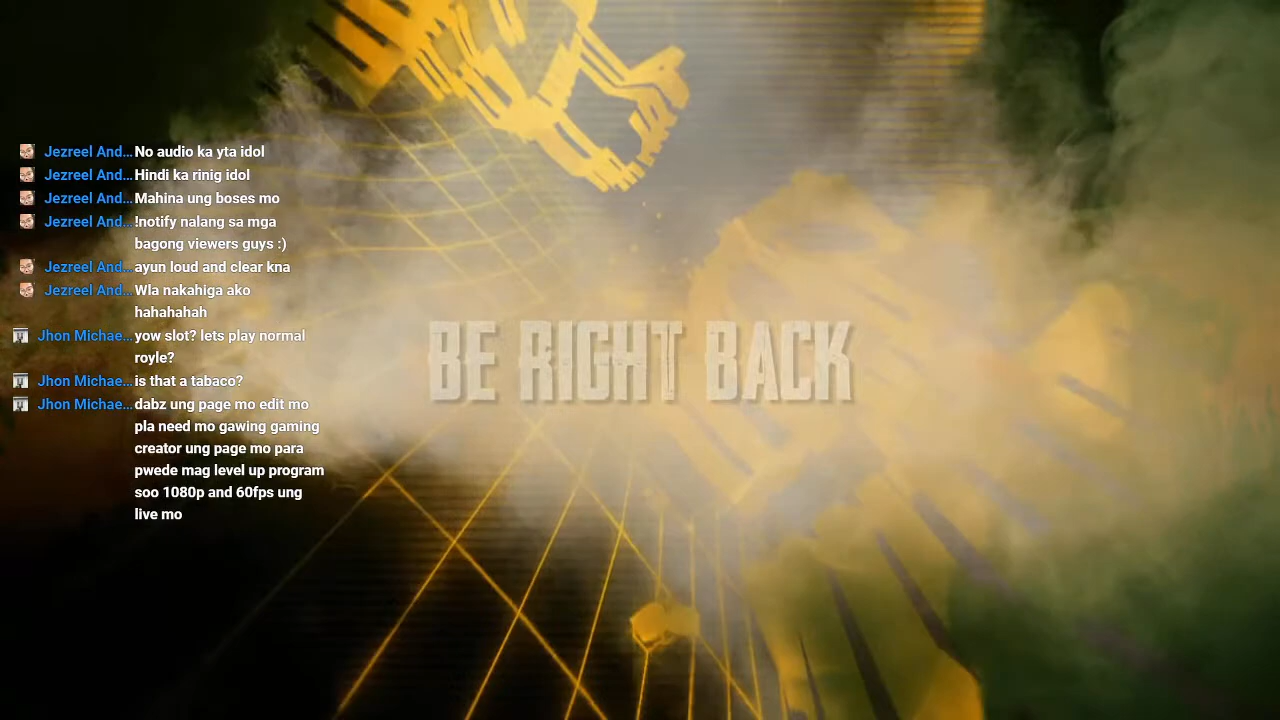 Jezreel And... No audio ka yta idol
Jezreel And... Hindi ka rinig idol
Jezreel And... Mahina ung boses mo
Jezreel And... !notify nalang sa mga
bagong viewers guys :)
Jezreel And... ayun loud and clear kna
Jezreel And... Wla nakahiga ako
hahahahah
Jhon Michae... yow slot? lets play normal
royle?
Jhon Michae... is that a tabaco?
Jhon Michae... dabz ung page mo edit mo
pla need mo gawing gaming
creator ung page mo para
pwede mag level up program
soo 1080p and 60fps ung
live mo
BE RIGHT BACK